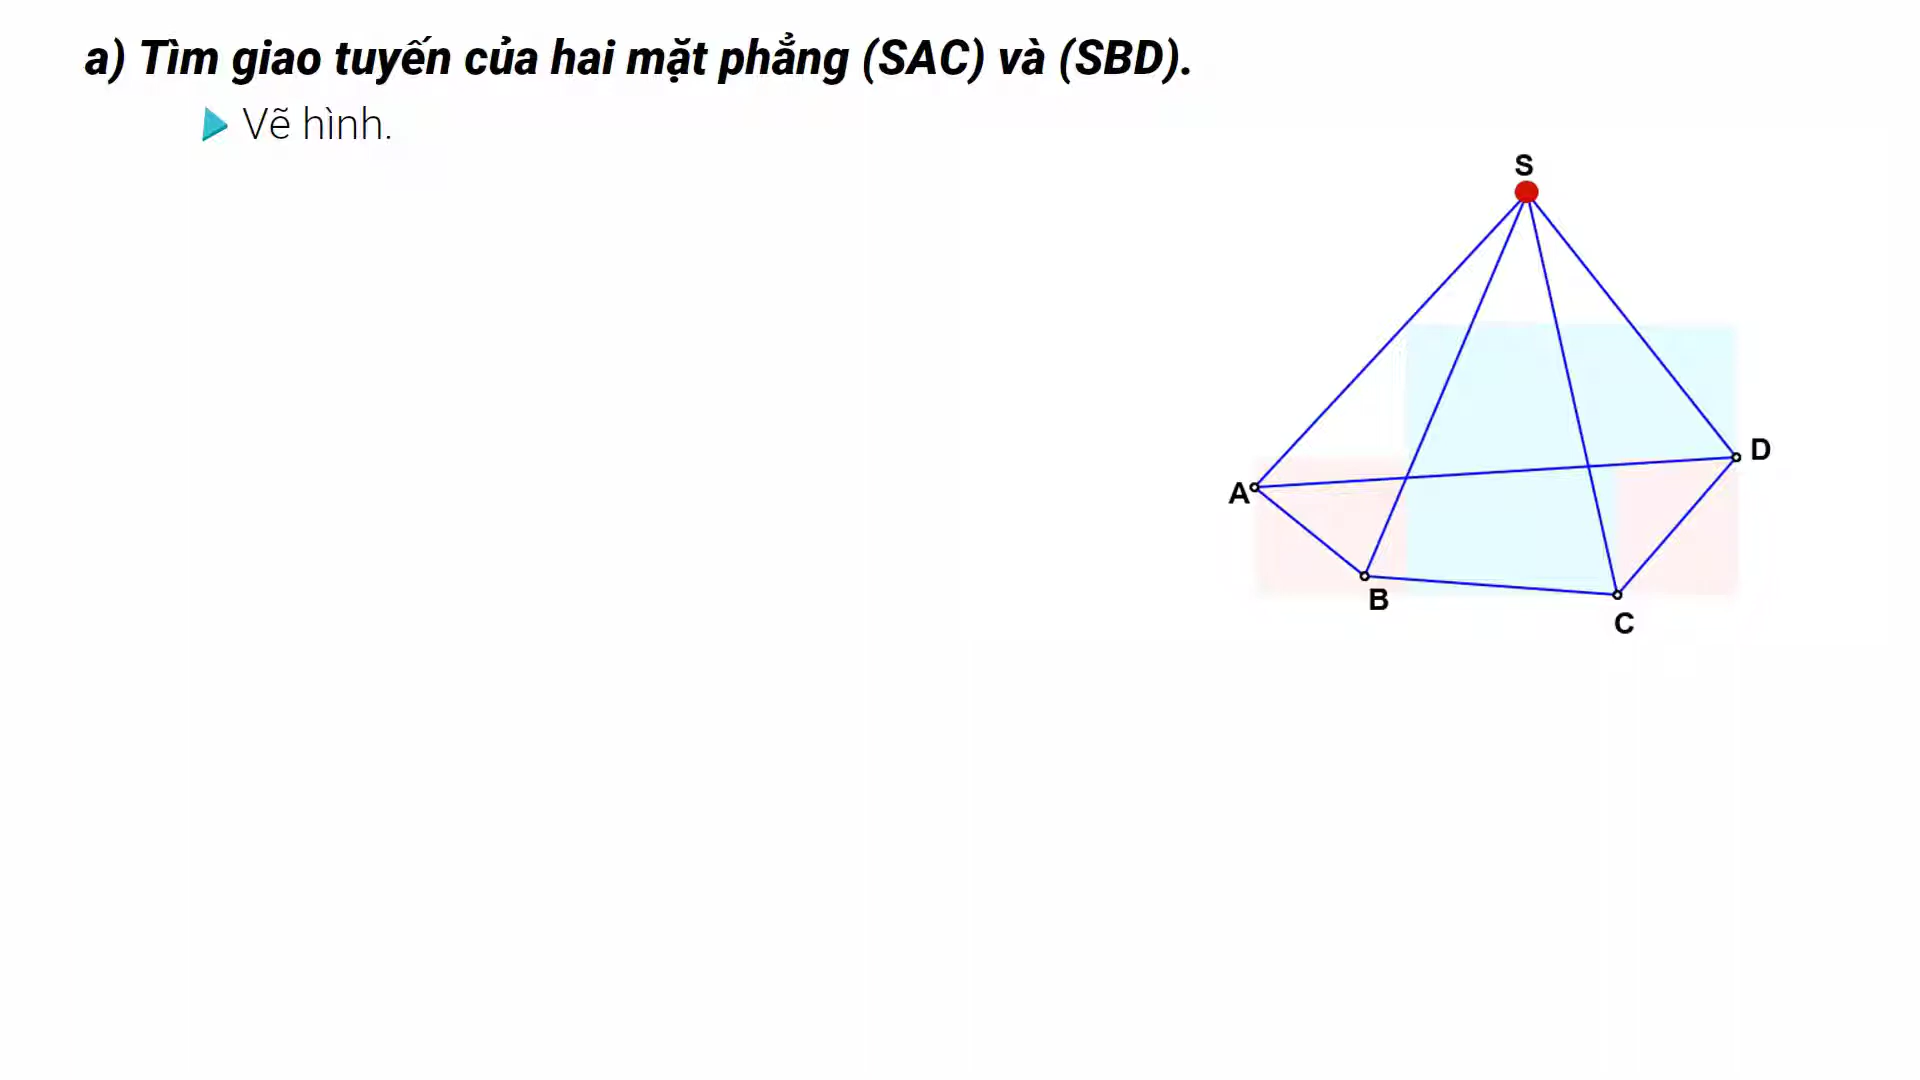 a) Tìm giao tuyến của hai mặt phẳng (SAC) và (SBD).
Vẽ hình.
S
D
A
B
C